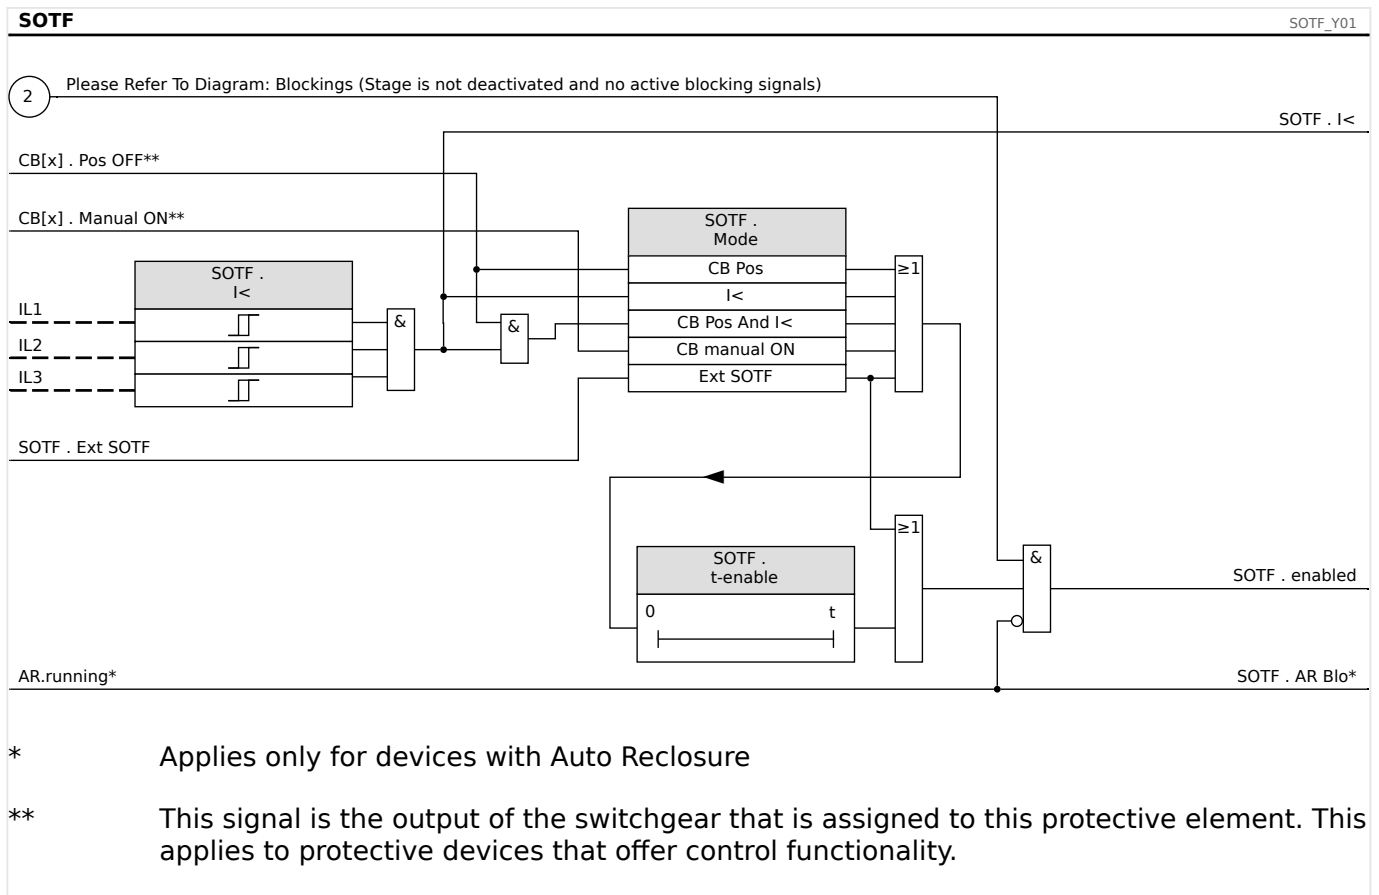 SOTF
SOTF_Y01
2
Please Refer To Diagram: Blockings (Stage is not deactivated and no active blocking signals)
SOTF . I<
CB[x] . Pos OFF**
CB[x] . Manual ON**
SOTF .
Mode
CB Pos
I<
CB Pos And I<
CB manual ON
Ext SOTF
≥1
SOTF .
I<
IL1
IL2
IL3
&
&
SOTF . Ext SOTF
≥1
SOTF .
t-enable
0
t
&
SOTF . enabled
AR.running*
SOTF . AR Blo*
* Applies only for devices with Auto Reclosure
** This signal is the output of the switchgear that is assigned to this protective element. This
applies to protective devices that offer control functionality.